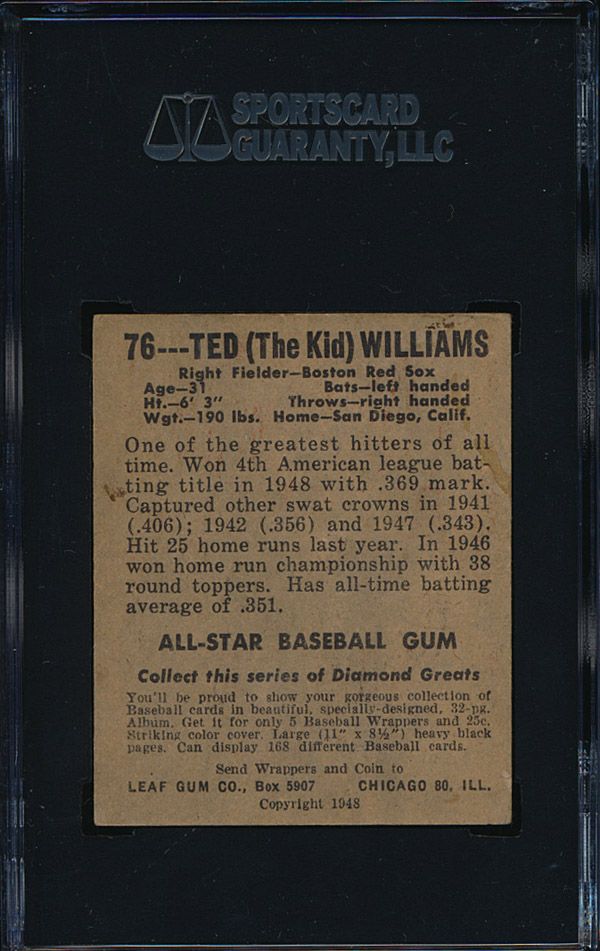 SPORTSCARD
GUARANTY, LLC
76---TED (The Kid) WILLIAMS
Right Fielder—Boston Red Sox
Age—31 Bats—left handed
Ht.—6' 3" Throws—right handed
Wgt.—190 lbs. Home—San Diego, Calif.
One of the greatest hitters of all
time. Won 4th American league bat-
ting title in 1948 with .369 mark.
Captured other swat crowns in 1941
(.406); 1942 (.356) and 1947 (.343).
Hit 25 home runs last year. In 1946
won home run championship with 38
round toppers. Has all-time batting
average of .351.
ALL-STAR BASEBALL GUM
Collect this series of Diamond Greats
You'll be proud to show your gorgeous collection of
Baseball cards in beautiful, specially-designed, 32-pg.
Album. Get it for only 5 Baseball Wrappers and 25c.
Striking color cover. Large (11" x 8½") heavy black
pages. Can display 168 different Baseball cards.
Send Wrappers and Coin to
LEAF GUM CO., Box 5907 CHICAGO 80, ILL.
Copyright 1948